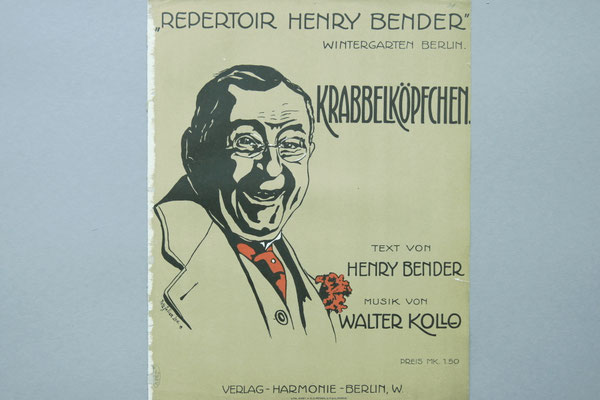 „REPERTOIR HENRY BENDER"
WINTERGARTEN BERLIN.
KRABBELKÖPFCHEN.
TEXT VON
HENRY BENDER
MUSIK VON
WALTER KOLLO
PREIS MK. 1.50
VERLAG-HARMONIE-BERLIN, W.